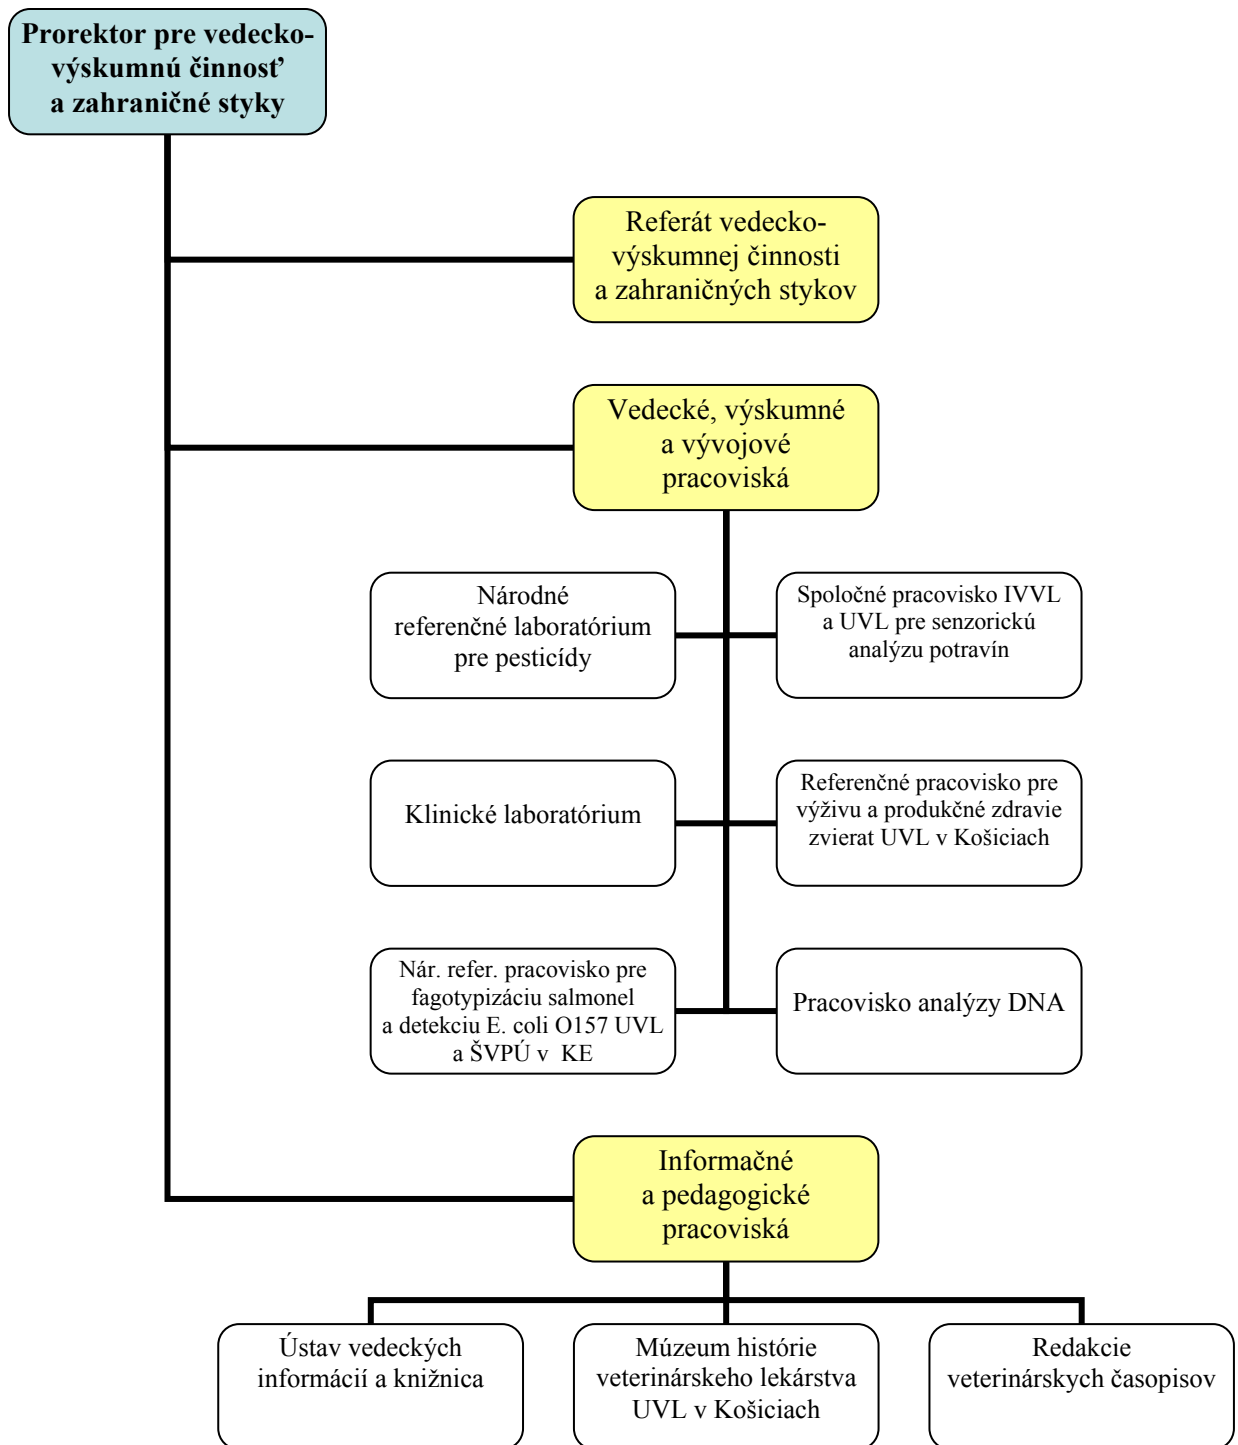 Prorektor pre vedecko-
výskumnú činnosť
a zahraničné styky
Referát vedecko-
výskumnej činnosti
a zahraničných stykov
Vedecké, výskumné
a vývojové
pracoviská
Národné
referenčné laboratórium
pre pesticídy
Spoločné pracovisko IVVL
a UVL pre senzorickú
analýzu potravín
Klinické laboratórium
Referenčné pracovisko pre
výživu a produkčné zdravie
zvierat UVL v Košiciach
Nár. refer. pracovisko pre
fagotypizáciu salmonel
a detekciu E. coli O157 UVL
a ŠVPÚ v  KE
Pracovisko analýzy DNA
Informačné
a pedagogické
pracoviská
Ústav vedeckých
informácií a knižnica
Múzeum histórie
veterinárskeho lekárstva
UVL v Košiciach
Redakcie
veterinárskych časopisov